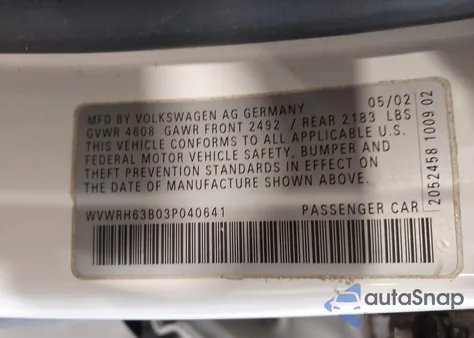 MFD BY VOLKSWAGEN AG GERMANY 05/02
GVWR 4608 GAWR FRONT 2492 / REAR 2183 LBS
THIS VEHICLE CONFORMS TO ALL APPLICABLE U.S.
FEDERAL MOTOR VEHICLE SAFETY, BUMPER AND
THEFT PREVENTION STANDARDS IN EFFECT ON
DATE OF MANUFACTURE SHOWN.
WVWRH63B03P040641 PASSENGER CAR
2052458 1009 02
autoSnap